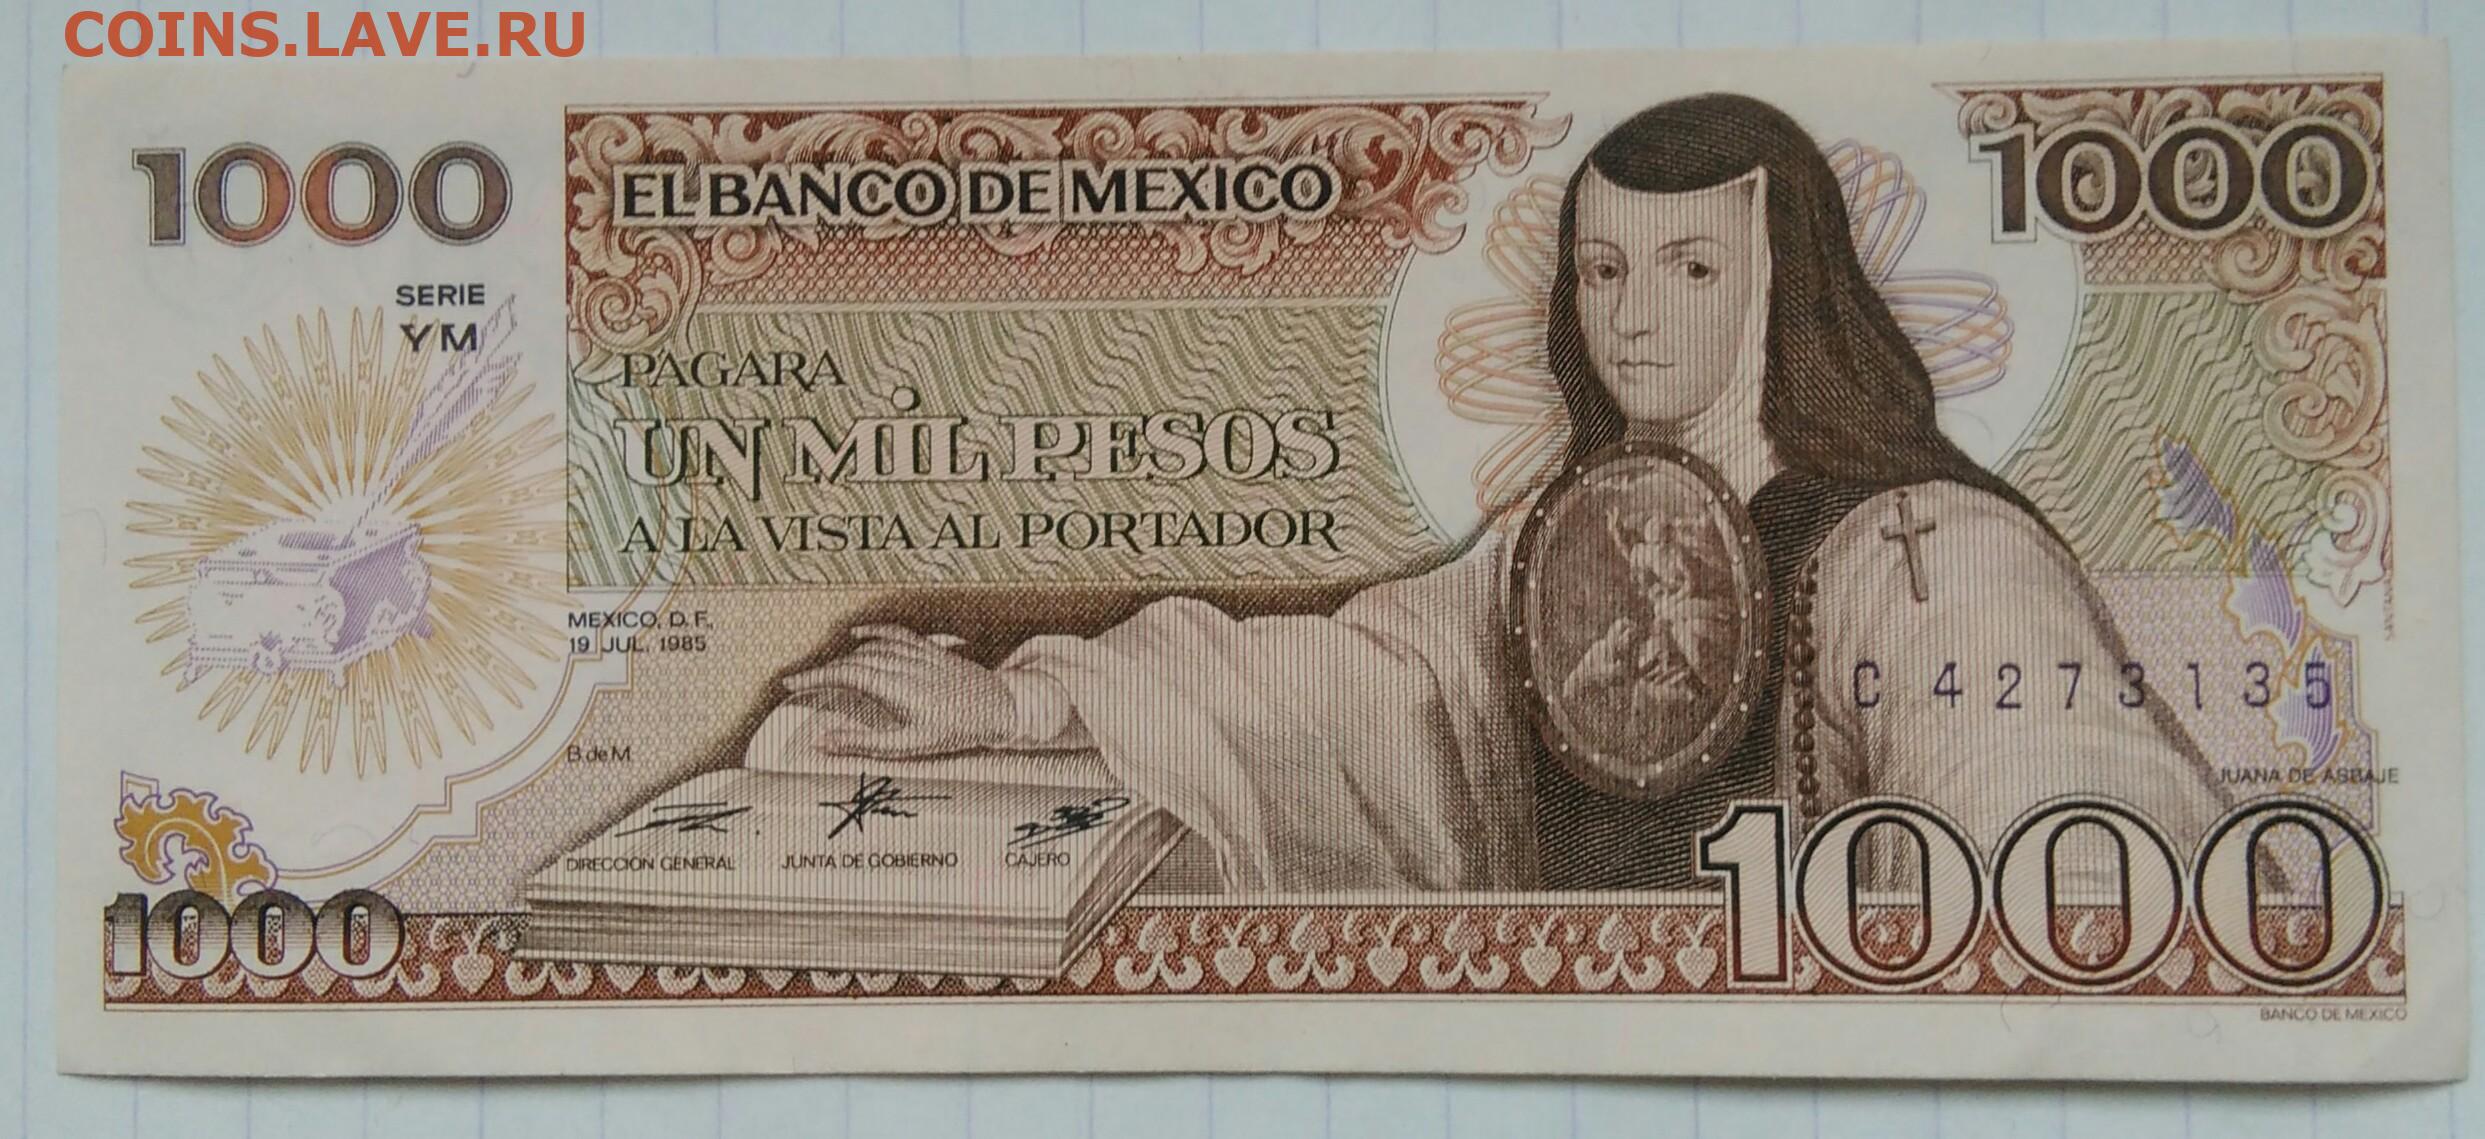 COINS.LAVE.RU
1000
EL BANCO DE MEXICO
1000
SERIE
YM
PAGARA
UN MIL PESOS
A LA VISTA AL PORTADOR
MEXICO, D. F.,
19 JUL. 1985
C 4273135
B de M
JUANA DE ASBAJE
DIRECCION GENERAL JUNTA DE GOBIERNO CAJERO
1000
1000
BANCO DE MEXICO